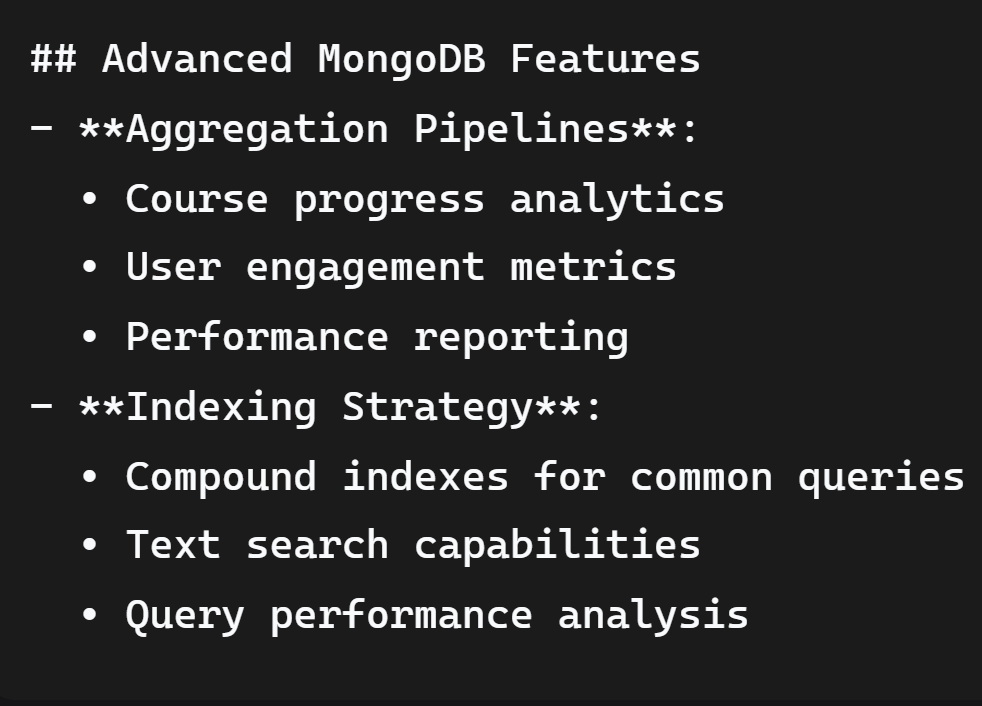 ## Advanced MongoDB Features
- **Aggregation Pipelines**:
  • Course progress analytics
  • User engagement metrics
  • Performance reporting
- **Indexing Strategy**:
  • Compound indexes for common queries
  • Text search capabilities
  • Query performance analysis